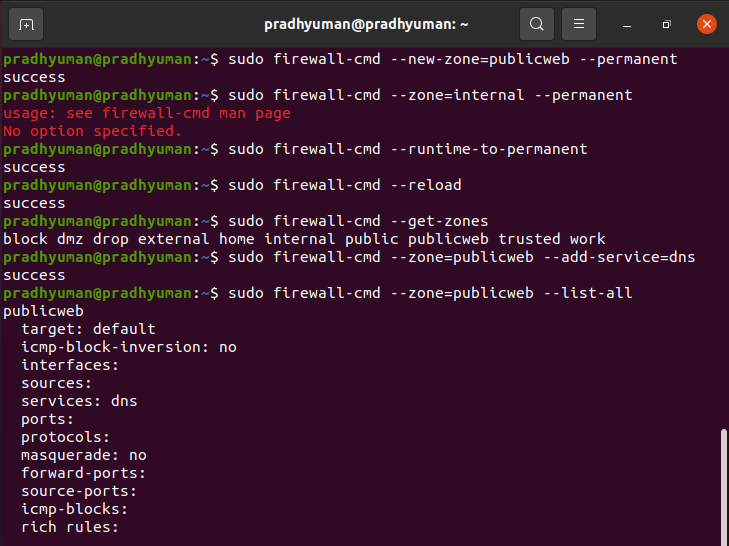 pradhyuman@pradhyuman: ~
pradhyuman@pradhyuman:~$ sudo firewall-cmd --new-zone=publicweb --permanent
success
pradhyuman@pradhyuman:~$ sudo firewall-cmd --zone=internal --permanent
usage: see firewall-cmd man page
No option specified.
pradhyuman@pradhyuman:~$ sudo firewall-cmd --runtime-to-permanent
success
pradhyuman@pradhyuman:~$ sudo firewall-cmd --reload
success
pradhyuman@pradhyuman:~$ sudo firewall-cmd --get-zones
block dmz drop external home internal public publicweb trusted work
pradhyuman@pradhyuman:~$ sudo firewall-cmd --zone=publicweb --add-service=dns
success
pradhyuman@pradhyuman:~$ sudo firewall-cmd --zone=publicweb --list-all
publicweb
  target: default
  icmp-block-inversion: no
  interfaces:
  sources:
  services: dns
  ports:
  protocols:
  masquerade: no
  forward-ports:
  source-ports:
  icmp-blocks:
  rich rules: